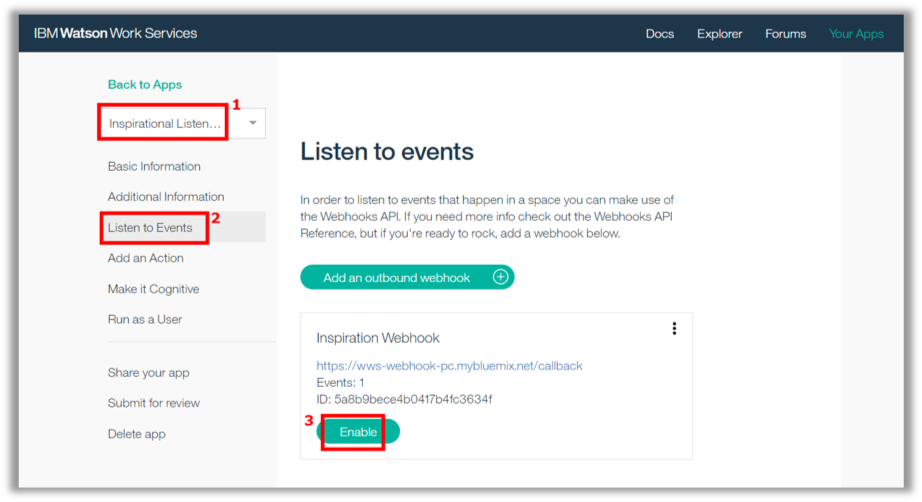 IBM Watson Work Services
Docs
Explorer
Forums
Your Apps
Back to Apps
1
Inspirational Listen...
Basic Information
Additional Information
2
Listen to Events
Add an Action
Make it Cognitive
Run as a User
Share your app
Submit for review
Delete app
Listen to events
In order to listen to events that happen in a space you can make use of
the Webhooks API. If you need more info check out the Webhooks API
Reference, but if you're ready to rock, add a webhook below.
Add an outbound webhook
Inspiration Webhook
https://wws-webhook-pc.mybluemix.net/callback
Events: 1
ID: 5a8b9bece4b0417b4fc3634f
3
Enable